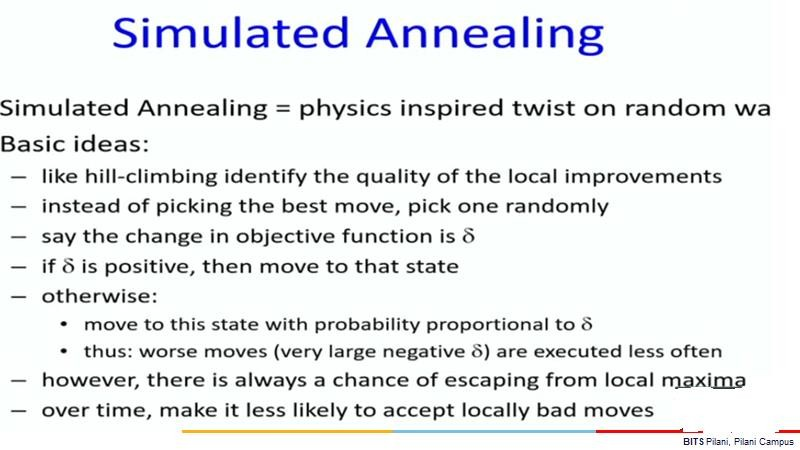 Simulated Annealing
Simulated Annealing = physics inspired twist on random wa
Basic ideas:
– like hill-climbing identify the quality of the local improvements
– instead of picking the best move, pick one randomly
– say the change in objective function is δ
– if δ is positive, then move to that state
– otherwise:
• move to this state with probability proportional to δ
• thus: worse moves (very large negative δ) are executed less often
– however, there is always a chance of escaping from local maxima
– over time, make it less likely to accept locally bad moves
BITS Pilani, Pilani Campus